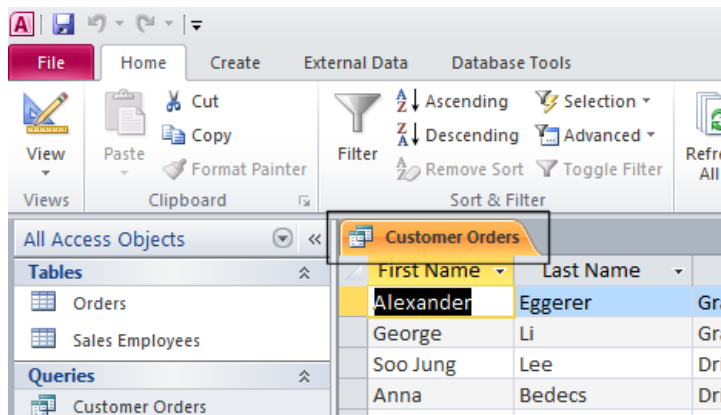 A
File Home Create External Data Database Tools
View Paste Cut Copy Format Painter Filter Ascending Descending Remove Sort Selection Advanced Toggle Filter All
Views Clipboard Sort & Filter
All Access Objects Customer Orders
Tables First Name Last Name
Orders Alexander Eggerer
Sales Employees George Li
Queries Soo Jung Lee
Customer Orders Anna Bedecs